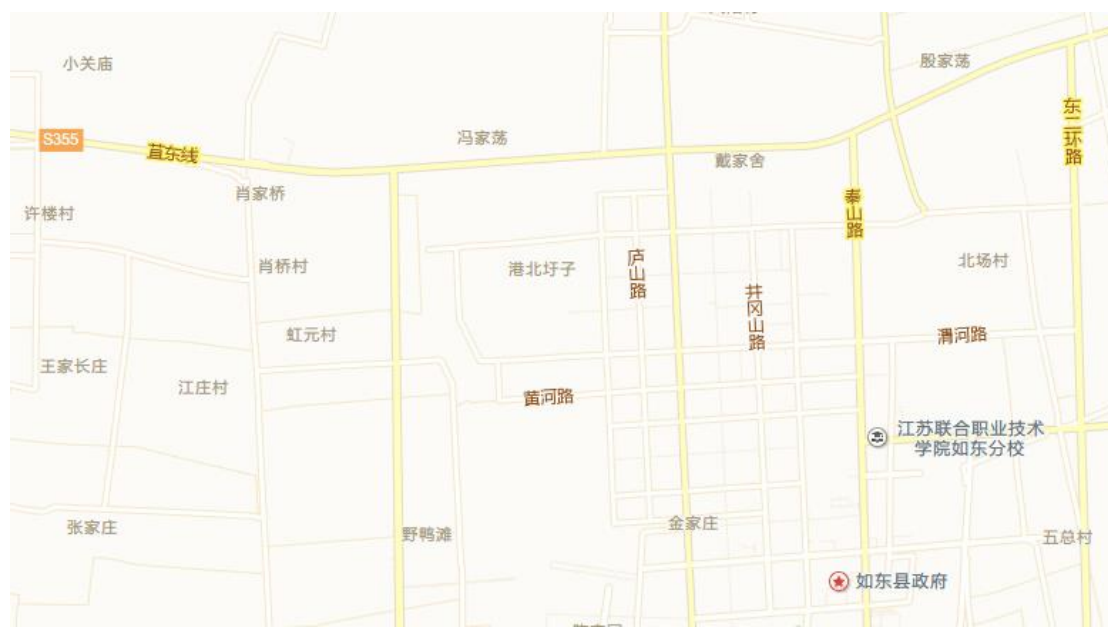 小关庙
殷家荡
S355
苴东线
冯家荡
东二环路
戴家舍
肖家桥
泰山路
许楼村
肖桥村
港北圩子
庐山路
北场村
井冈山路
虹元村
渭河路
王家长庄
江庄村
黄河路
江苏联合职业技术
学院如东分校
张家庄
野鸭滩
金家庄
五总村
如东县政府